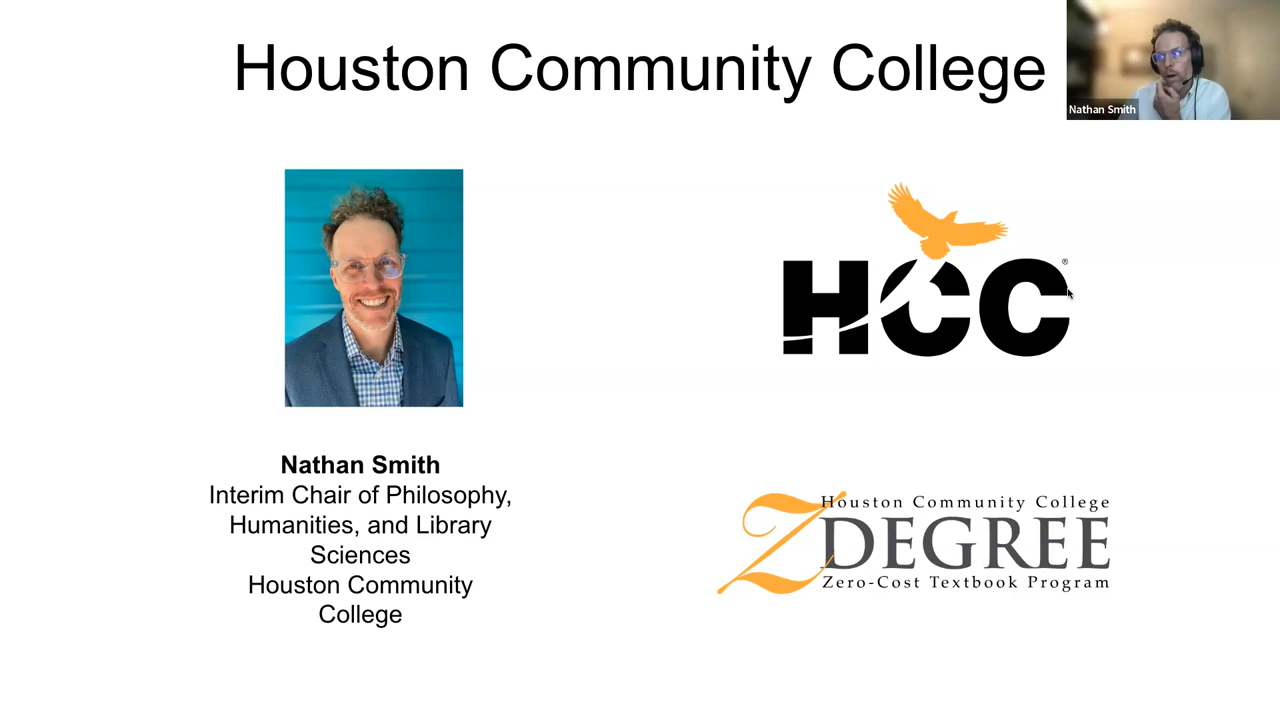 Houston Community College
Nathan Smith
HCC®
Nathan Smith
Interim Chair of Philosophy,
Humanities, and Library
Sciences
Houston Community
College
Houston Community College
Z DEGREE
Zero-Cost Textbook Program